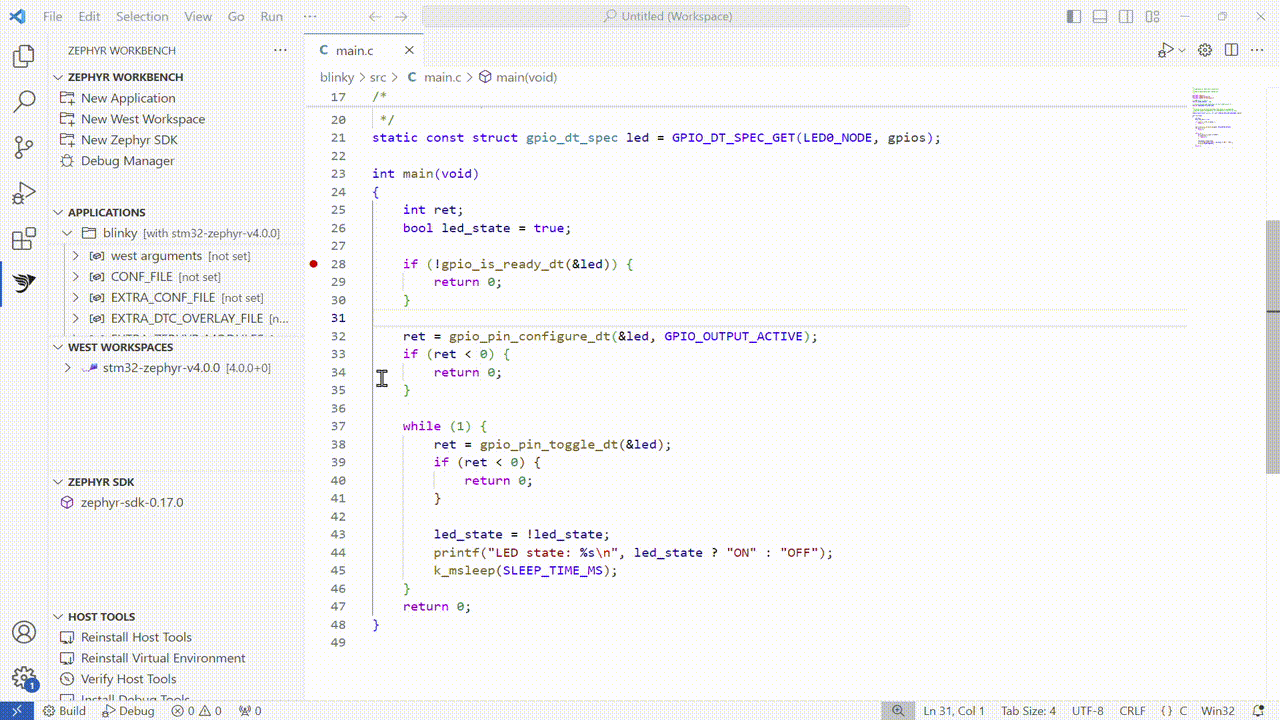 File Edit Selection View Go Run ··· Untitled (Workspace)
ZEPHYR WORKBENCH ···
ZEPHYR WORKBENCH
New Application
New West Workspace
New Zephyr SDK
Debug Manager
APPLICATIONS
blinky [with stm32-zephyr-v4.0.0]
west arguments [not set]
CONF_FILE [not set]
EXTRA_CONF_FILE [not set]
EXTRA_DTC_OVERLAY_FILE [n...
WEST WORKSPACES
stm32-zephyr-v4.0.0 [4.0.0+0]
ZEPHYR SDK
zephyr-sdk-0.17.0
HOST TOOLS
Reinstall Host Tools
Reinstall Virtual Environment
Verify Host Tools
Install Debug Tools
C main.c
blinky > src > C main.c > main(void)
17 /*
20 */
21 static const struct gpio_dt_spec led = GPIO_DT_SPEC_GET(LED0_NODE, gpios);
22
23 int main(void)
24 {
25 int ret;
26 bool led_state = true;
27
28 if (!gpio_is_ready_dt(&led)) {
29 return 0;
30 }
31
32 ret = gpio_pin_configure_dt(&led, GPIO_OUTPUT_ACTIVE);
33 if (ret < 0) {
34 return 0;
35 }
36
37 while (1) {
38 ret = gpio_pin_toggle_dt(&led);
39 if (ret < 0) {
40 return 0;
41 }
42
43 led_state = !led_state;
44 printf("LED state: %s\n", led_state ? "ON" : "OFF");
45 k_msleep(SLEEP_TIME_MS);
46 }
47 return 0;
48 }
49
1
Build Debug 0 0 0 Ln 31, Col 1 Tab Size: 4 UTF-8 CRLF {} C Win32